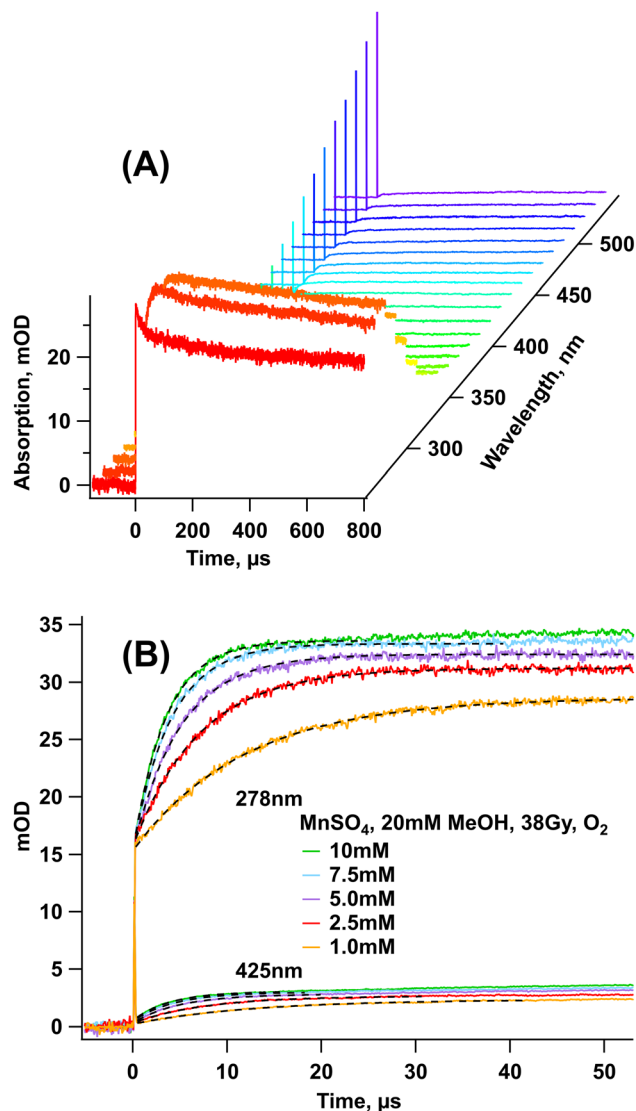 (A)
500
450
400
350
300
Wavelength, nm
Absorption, mOD
20
10
0
0 200 400 600 800
Time, µs
(B)
35
30
25
20
15
10
5
0
mOD
278nm
MnSO4, 20mM MeOH, 38Gy, O2
10mM
7.5mM
5.0mM
2.5mM
1.0mM
425nm
0 10 20 30 40 50
Time, µs